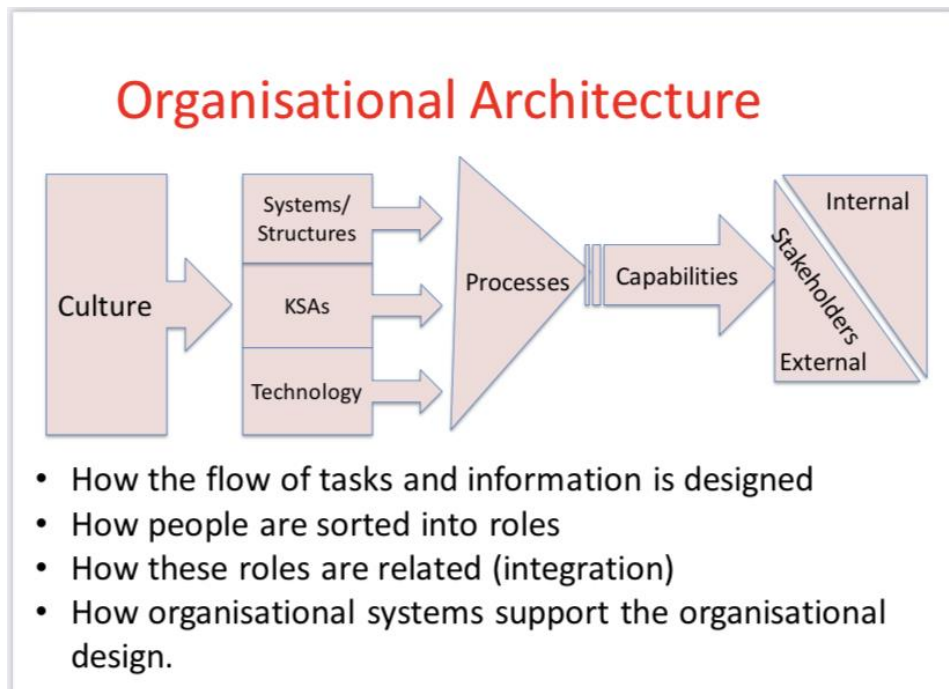 Organisational Architecture
Culture
Systems/
Structures
KSAs
Technology
Processes
Capabilities
Stakeholders
Internal
External
• How the flow of tasks and information is designed
• How people are sorted into roles
• How these roles are related (integration)
• How organisational systems support the organisational
design.